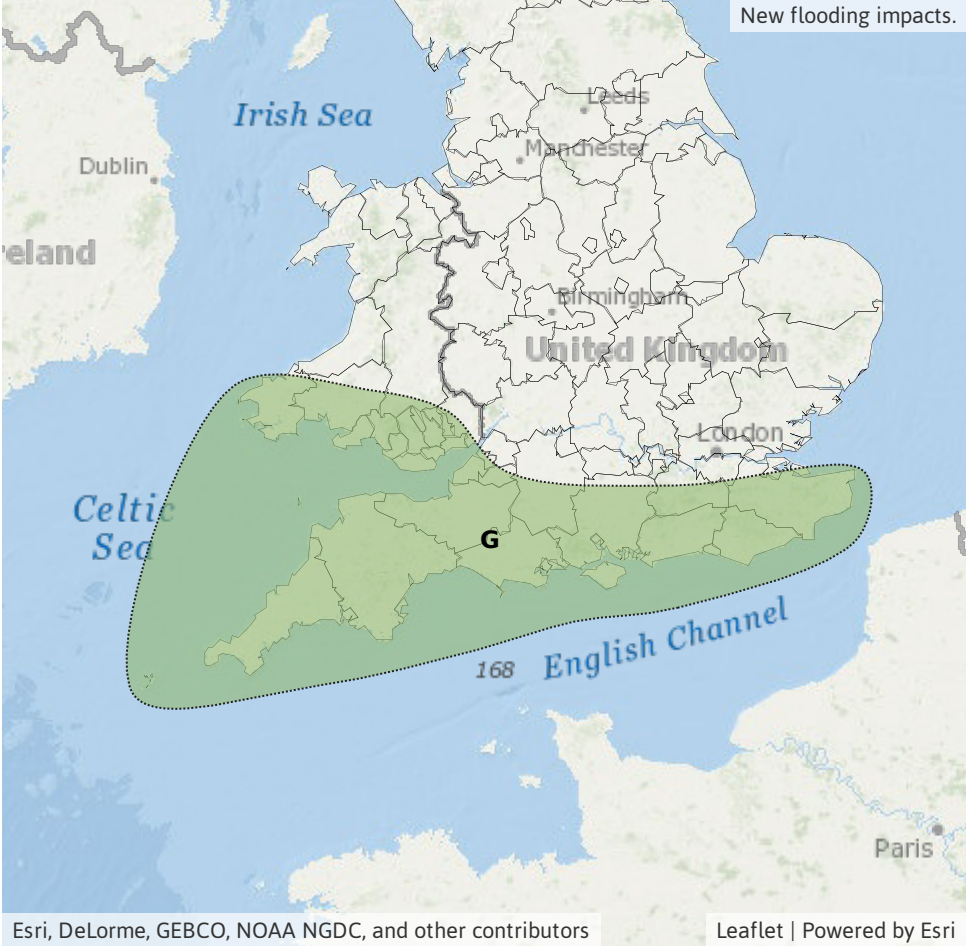 New flooding impacts.
Leeds
Irish Sea
Manchester
Dublin
reland
Birmingham
United Kingdom
London
Celtic
Sea
G
English Channel
168
Paris
Esri, DeLorme, GEBCO, NOAA NGDC, and other contributors
Leaflet | Powered by Esri